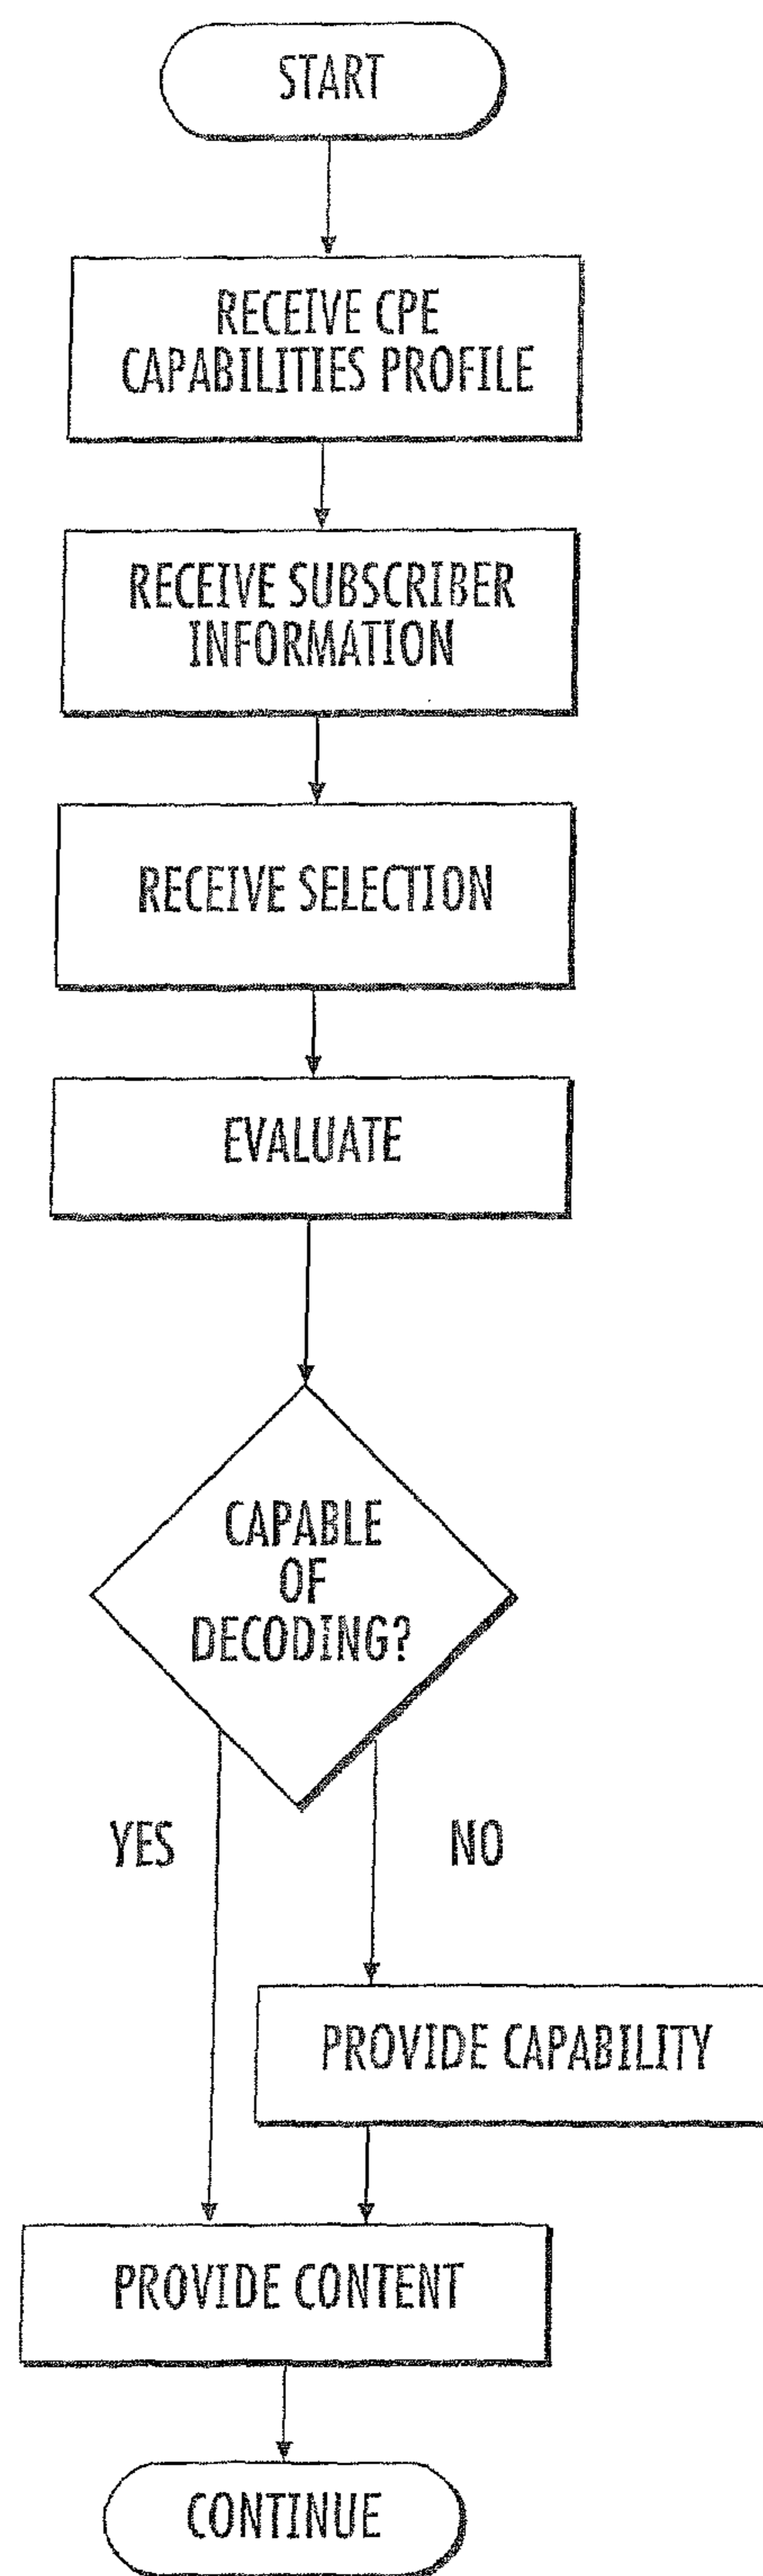 START
RECEIVE CPE
CAPABILITIES PROFILE
RECEIVE SUBSCRIBER
INFORMATION
RECEIVE SELECTION
EVALUATE
CAPABLE
OF
DECODING?
YES
NO
PROVIDE CAPABILITY
PROVIDE CONTENT
CONTINUE